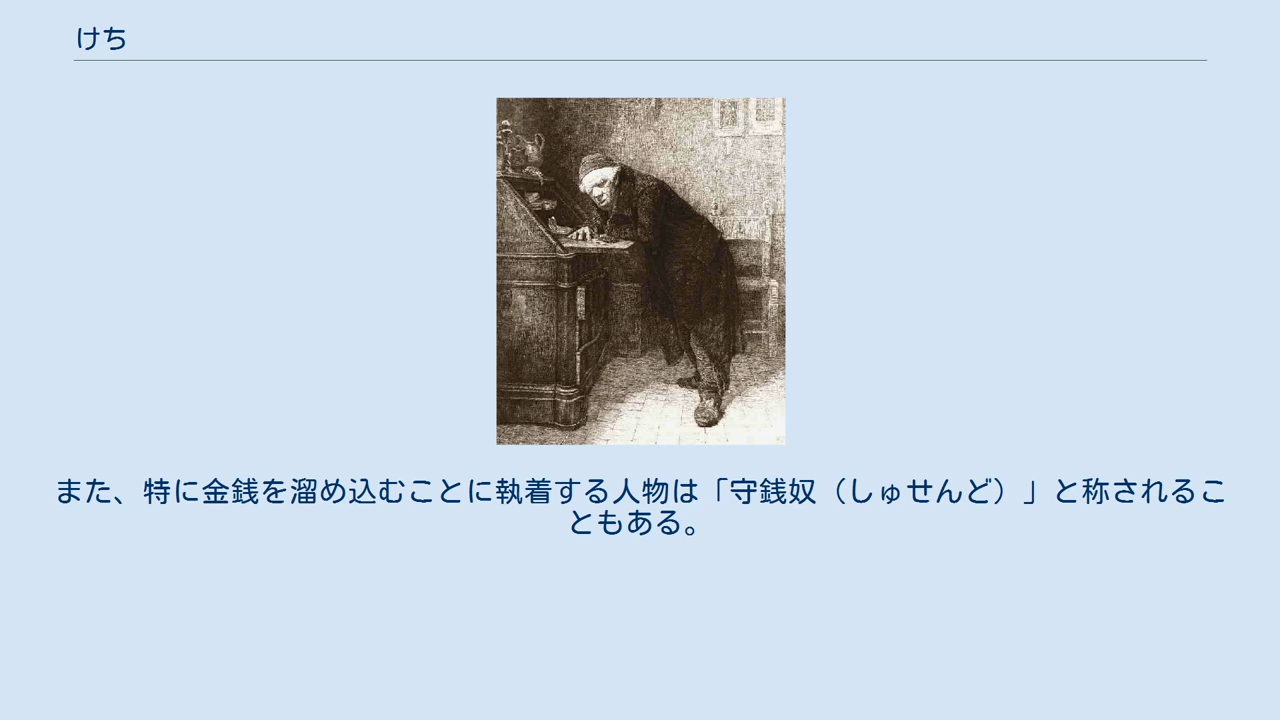 けち
また、特に金銭を溜め込むことに執着する人物は「守銭奴（しゅせんど）」と称されるこ
ともある。